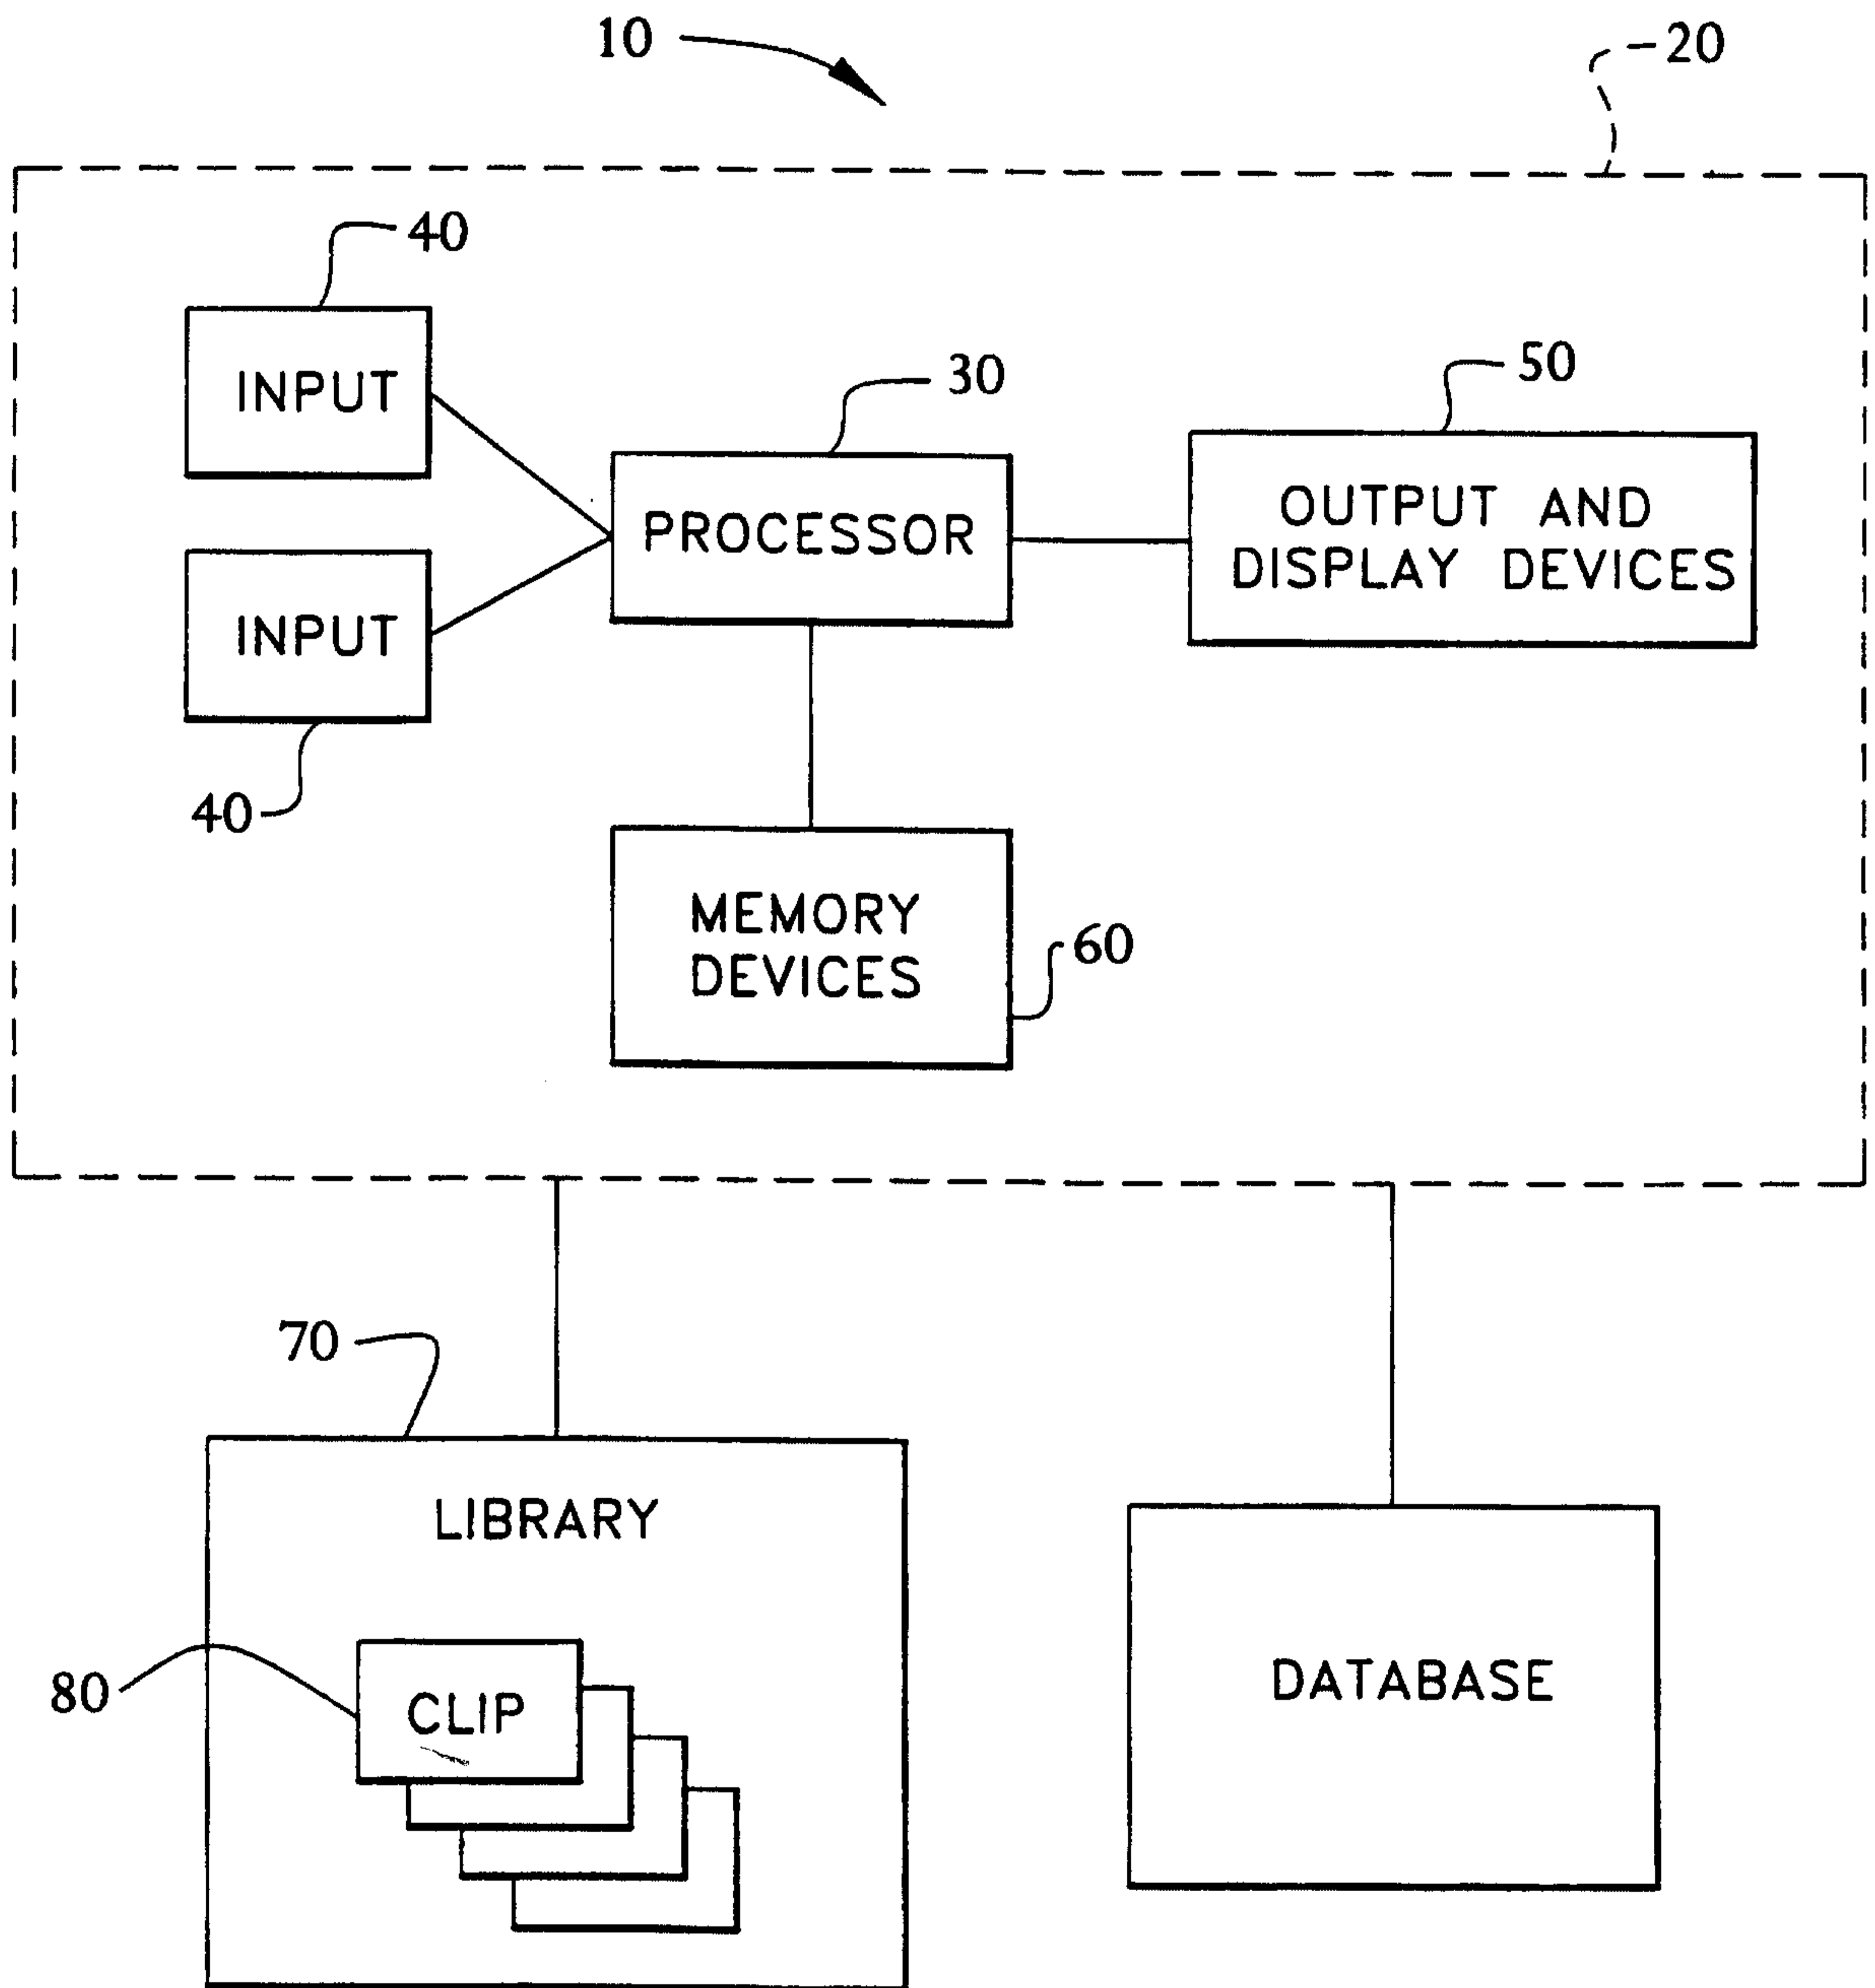 10
-20
40
INPUT
30
50
PROCESSOR
OUTPUT AND
DISPLAY DEVICES
INPUT
40
MEMORY
DEVICES
60
70
LIBRARY
80
CLIP
DATABASE